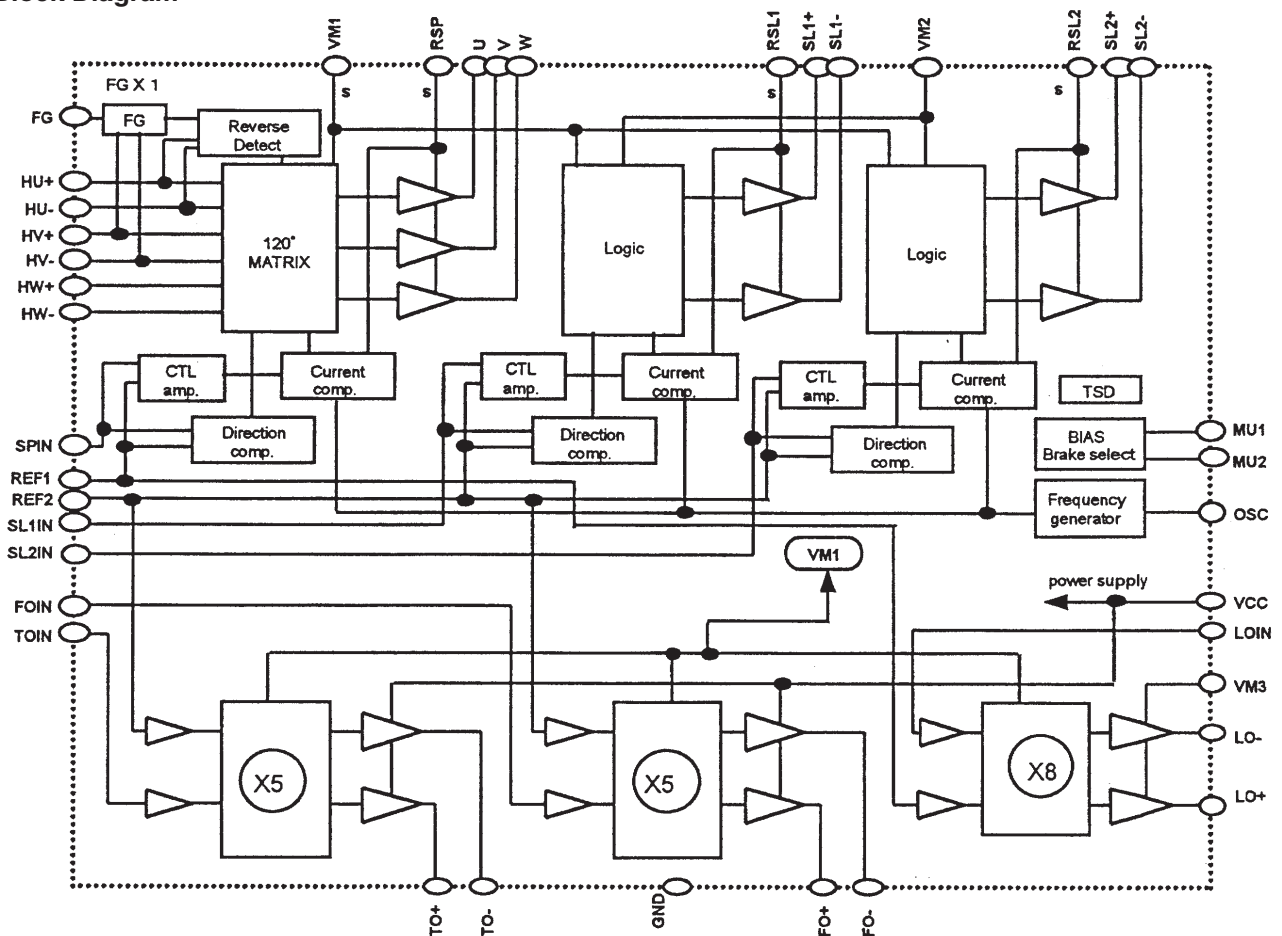 Block Diagram
VM1
RSP
U
V
W
RSL1
SL1+
SL1-
VM2
RSL2
SL2+
SL2-
s
s
s
s
FG X 1
FG
FG
Reverse
Detect
HU+
HU-
HV+
HV-
HW+
HW-
120°
MATRIX
Logic
Logic
CTL
amp.
Current
comp.
CTL
amp.
Current
comp.
CTL
amp.
Current
comp.
TSD
Direction
comp.
Direction
comp.
Direction
comp.
BIAS
Brake select
MU1
MU2
SPIN
REF1
REF2
SL1IN
SL2IN
Frequency
generator
OSC
VM1
power supply
VCC
FOIN
TOIN
LOIN
VM3
LO-
LO+
X5
X5
X8
TO+
TO-
GND
FO+
FO-